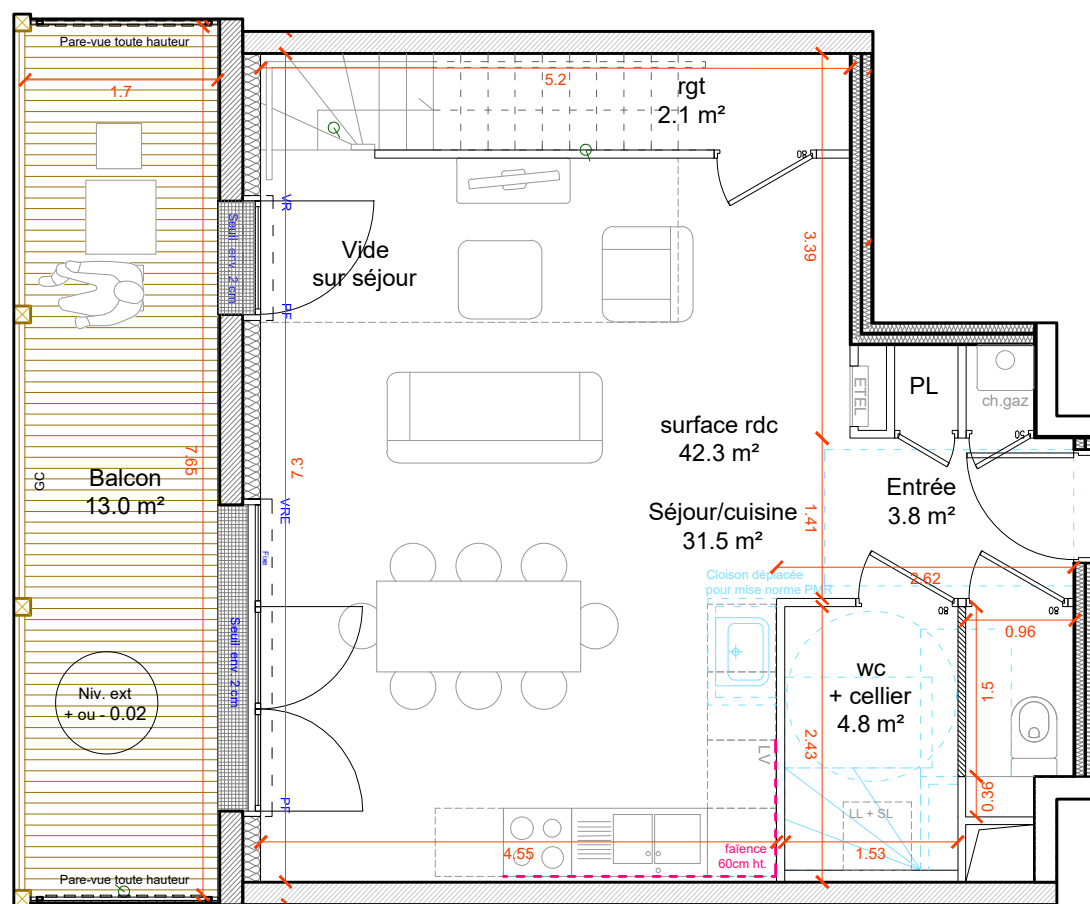 Pare-vue toute hauteur
1.7
5.2
rgt
2.1 m²
80
VR
Seuil env. 2 cm
PF
Vide
sur séjour
3.39
ETEL
PL
ch.gaz
50
surface rdc
42.3 m²
GC
Balcon
13.0 m²
7.65
7.3
VRE
Fixe
Séjour/cuisine
31.5 m²
1.41
Entrée
3.8 m²
Cloison déplacée
pour mise norme PMR
2.62
80
80
0.96
Seuil env. 2 cm
Niv. ext
+ ou - 0.02
wc
+ cellier
4.8 m²
1.5
2.43
LV
0.36
PF
LL + SL
faïence
60cm ht.
4.55
1.53
Pare-vue toute hauteur